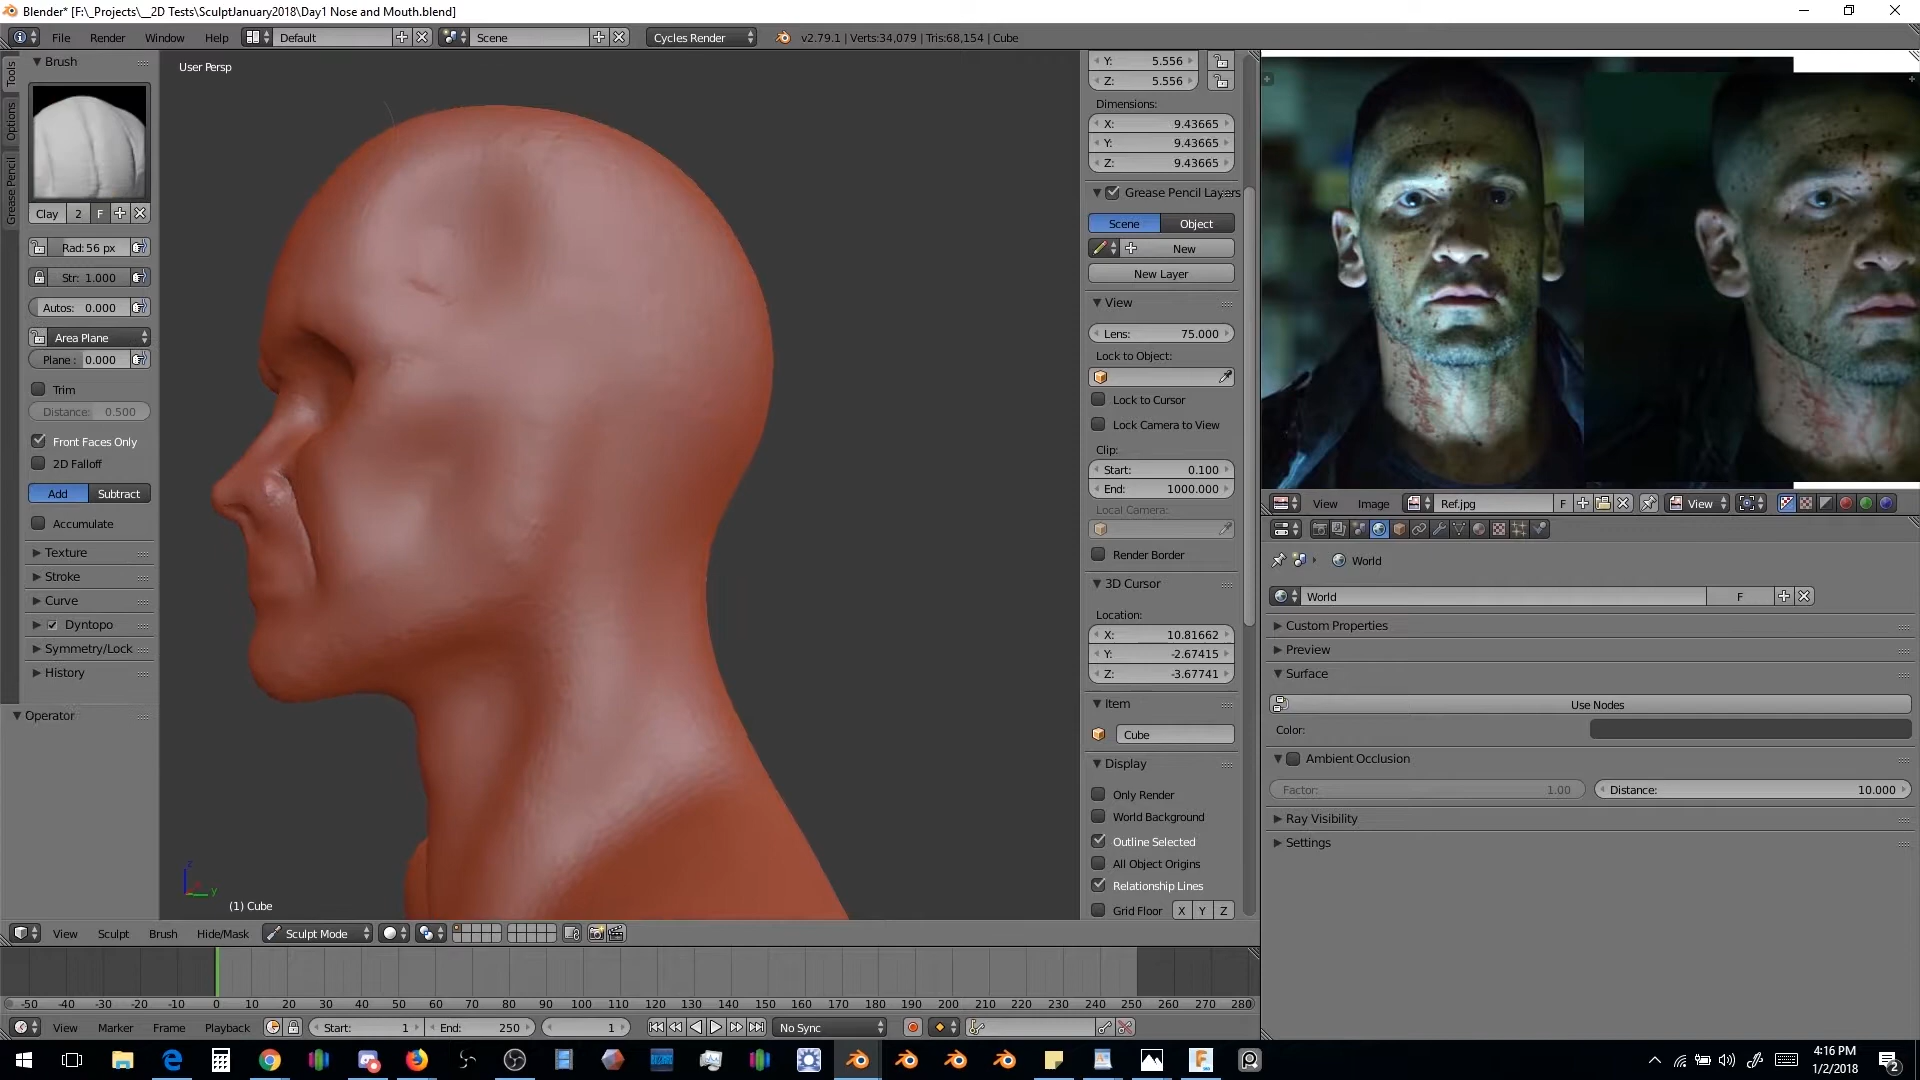 Blender* [F:\_Projects\__2D Tests\SculptJanuary2018\Day1 Nose and Mouth.blend]
File Render Window Help Default Scene Cycles Render v2.79.1 | Verts:34,079 | Tris:68,154 | Cube
Tools
Options
Grease Pencil
Brush
Clay 2 F
Rad: 56 px
Str: 1.000
Autos: 0.000
Area Plane
Plane : 0.000
Trim
Distance: 0.500
Front Faces Only
2D Falloff
Add Subtract
Accumulate
Texture
Stroke
Curve
Dyntopo
Symmetry/Lock
History
Operator
User Persp
z
y
(1) Cube
Y: 5.556
Z: 5.556
Dimensions:
X: 9.43665
Y: 9.43665
Z: 9.43665
Grease Pencil Layers
Scene Object
New
New Layer
View
Lens: 75.000
Lock to Object:
Lock to Cursor
Lock Camera to View
Clip:
Start: 0.100
End: 1000.000
Local Camera:
Render Border
3D Cursor
Location:
X: 10.81662
Y: -2.67415
Z: -3.67741
Item
Cube
Display
Only Render
World Background
Outline Selected
All Object Origins
Relationship Lines
Grid Floor X Y Z
View Image Ref.jpg F View
World
World F
Custom Properties
Preview
Surface
Use Nodes
Color:
Ambient Occlusion
Factor: 1.00 Distance: 10.000
Ray Visibility
Settings
View Sculpt Brush Hide/Mask Sculpt Mode
-50 -40 -30 -20 -10 0 10 20 30 40 50 60 70 80 90 100 110 120 130 140 150 160 170 180 190 200 210 220 230 240 250 260 270 280
View Marker Frame Playback Start: 1 End: 250 1 No Sync
4:16 PM
1/2/2018
2